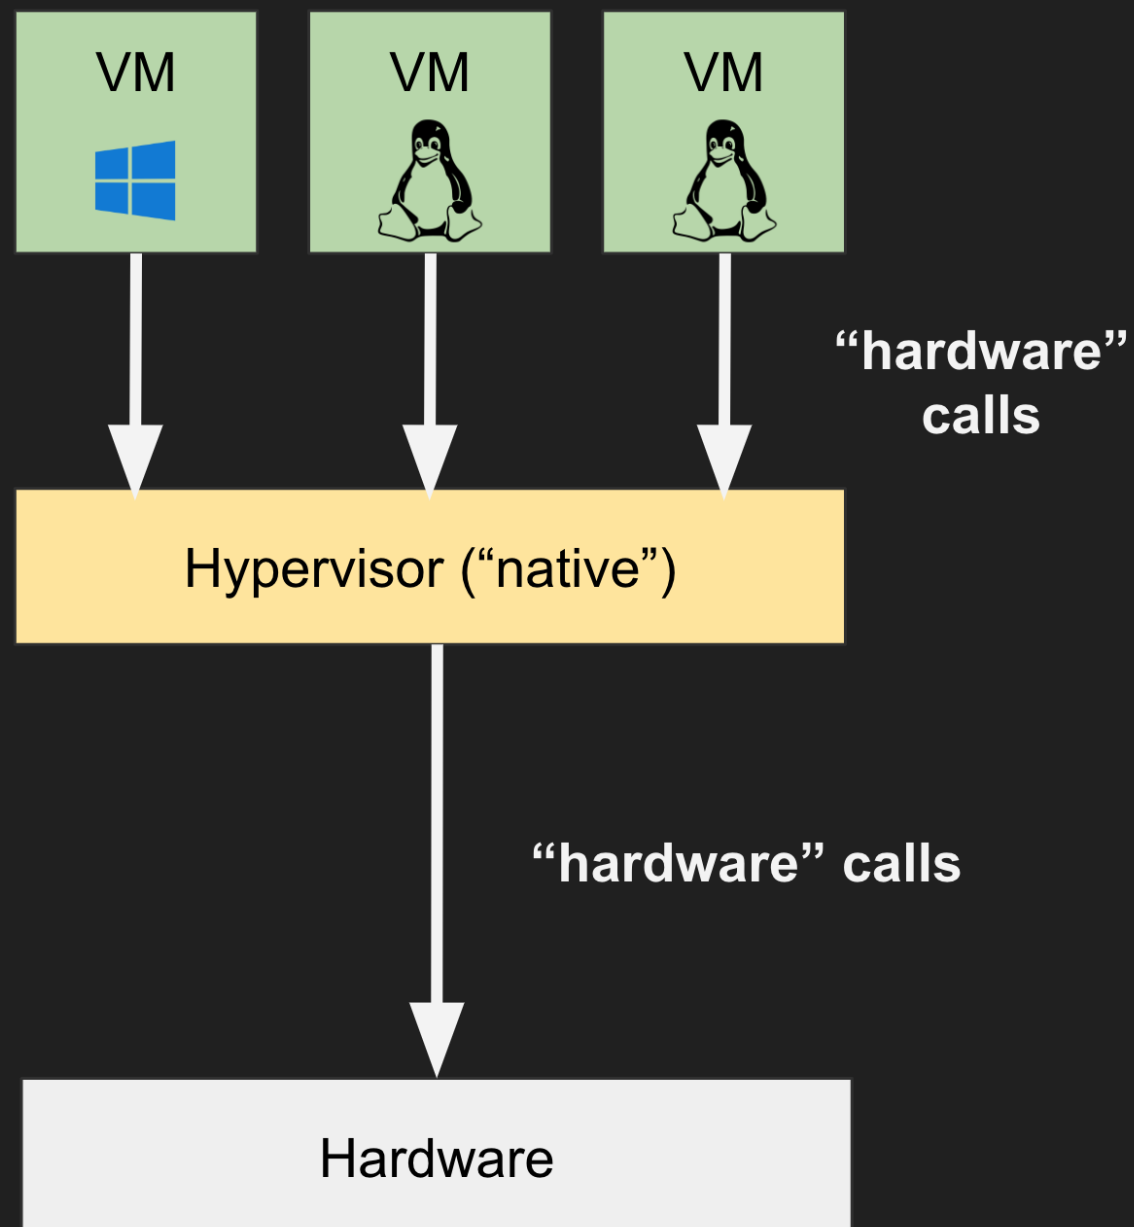 VM
VM
VM
“hardware”
calls
Hypervisor (“native”)
“hardware” calls
Hardware